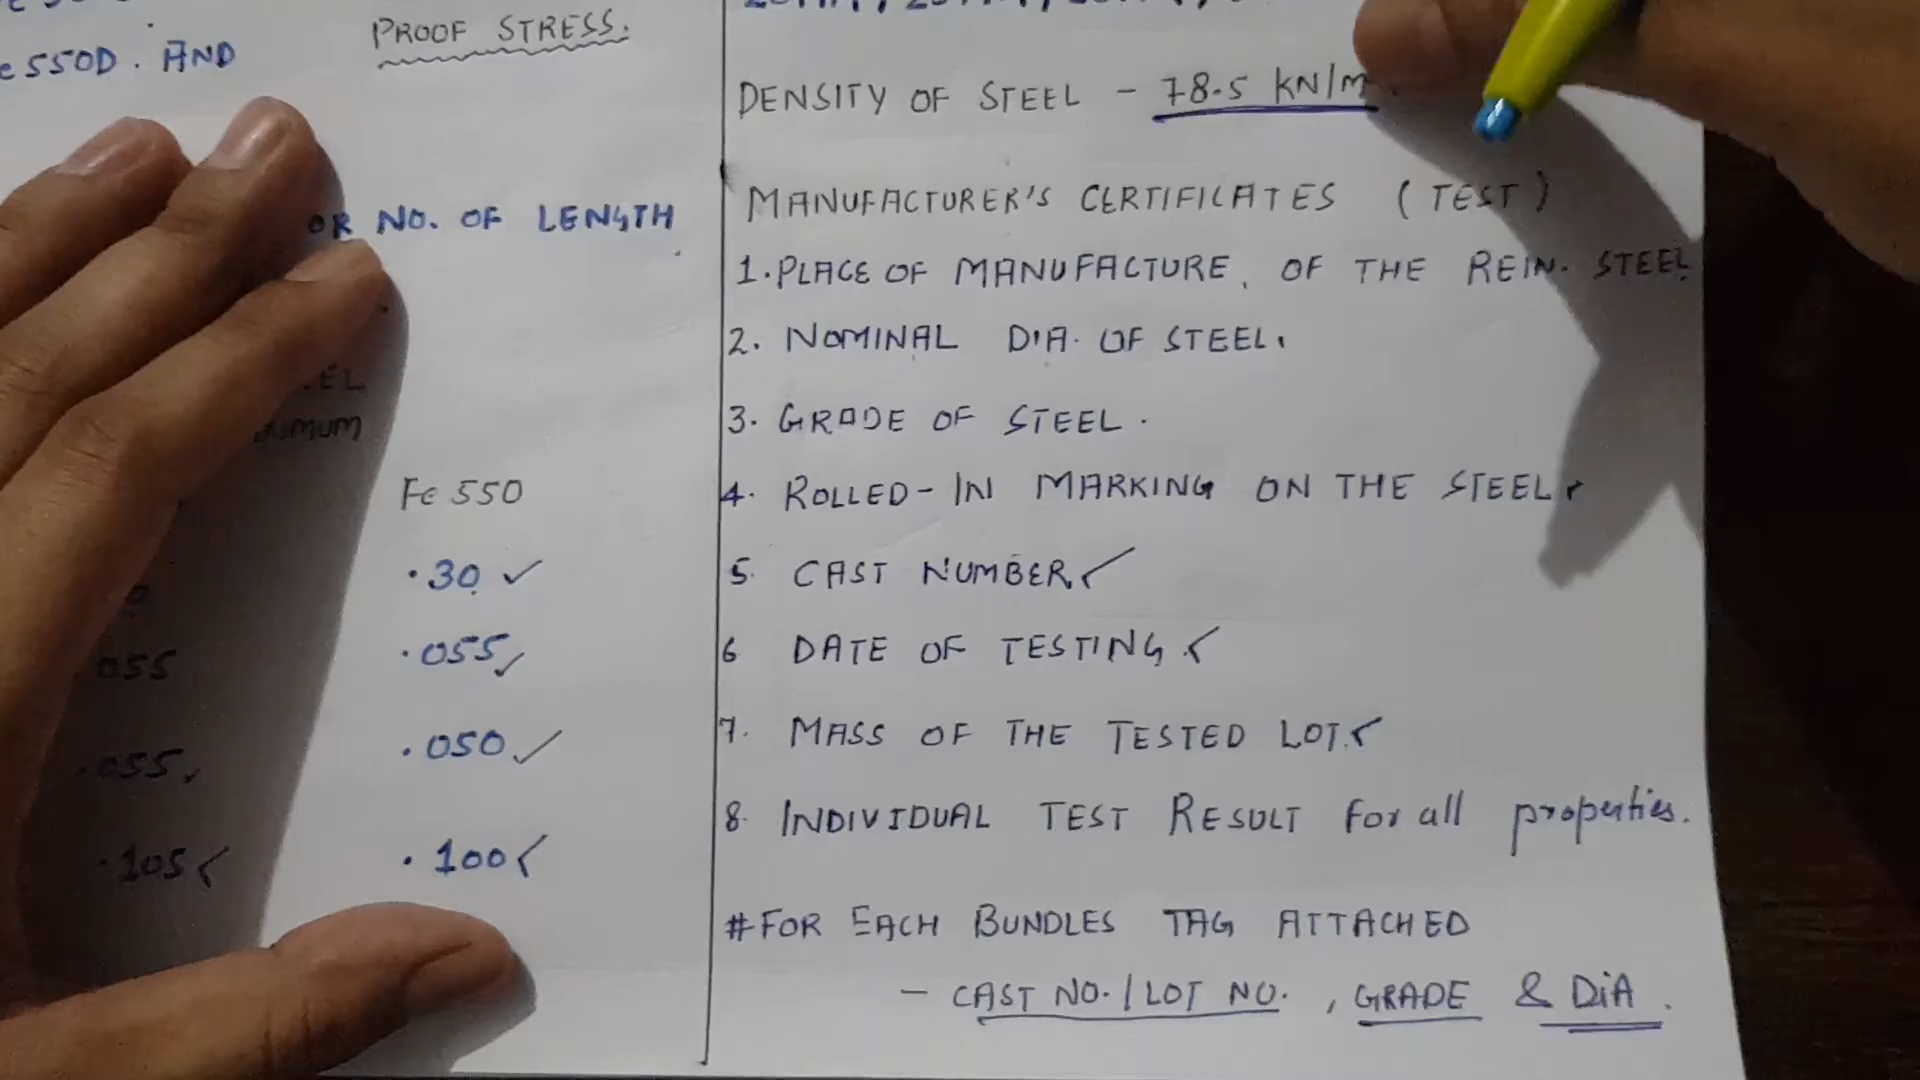 e 550D. AND
PROOF STRESS.
OR NO. OF LENGTH
Fe 550
.30 ✓
.055 .055 ✓
.055 ✓ .050 ✓
.105 ✓ .100 ✓
DENSITY OF STEEL - 78.5 KN/m
MANUFACTURER'S CERTIFICATES (TEST)
1. PLACE OF MANUFACTURE, OF THE REIN. STEEL
2. NOMINAL DIA. OF STEEL.
3. GRADE OF STEEL.
4. ROLLED-IN MARKING ON THE STEEL ✓
5. CAST NUMBER ✓
6 DATE OF TESTING ✓
7. MASS OF THE TESTED LOT. ✓
8. INDIVIDUAL TEST RESULT For all properties.
# FOR EACH BUNDLES TAG ATTACHED
- CAST NO. / LOT NO. , GRADE & DiA.